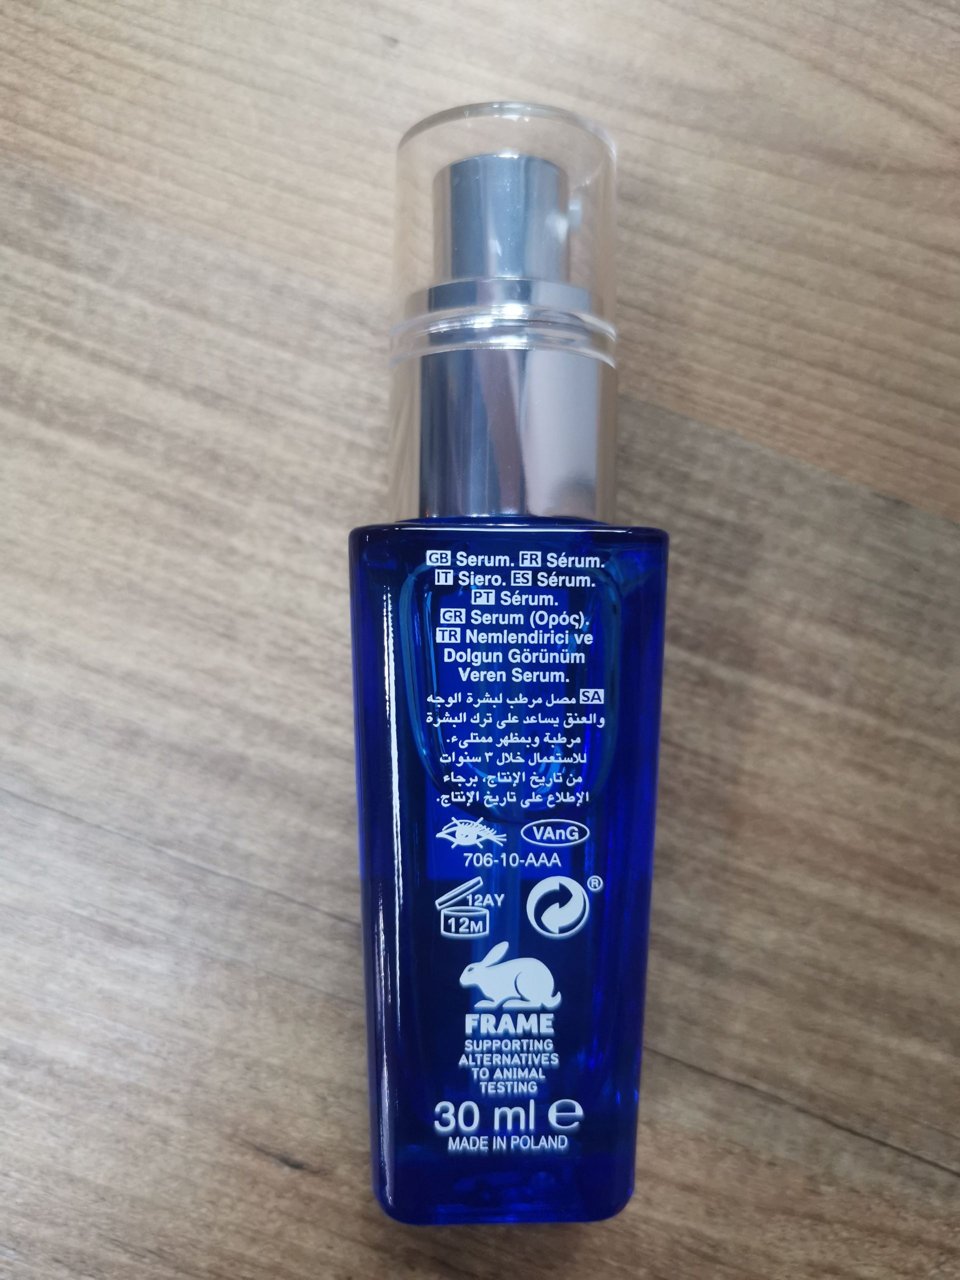 GB Serum. FR Sérum.
IT Siero. ES Sérum.
PT Sérum.
GR Serum (Ορός).
TR Nemlendirici ve
Dolgun Görünüm
Veren Serum.
SA مصل مرطب لبشرة الوجه
والعنق يساعد على ترك البشرة
مرطبة وبمظهر ممتلىء.
للاستعمال خلال ٣ سنوات
من تاريخ الإنتاج، برجاء
الإطلاع على تاريخ الإنتاج.
VAnG
706-10-AAA
12AY
12M
®
FRAME
SUPPORTING
ALTERNATIVES
TO ANIMAL
TESTING
30 ml e
MADE IN POLAND